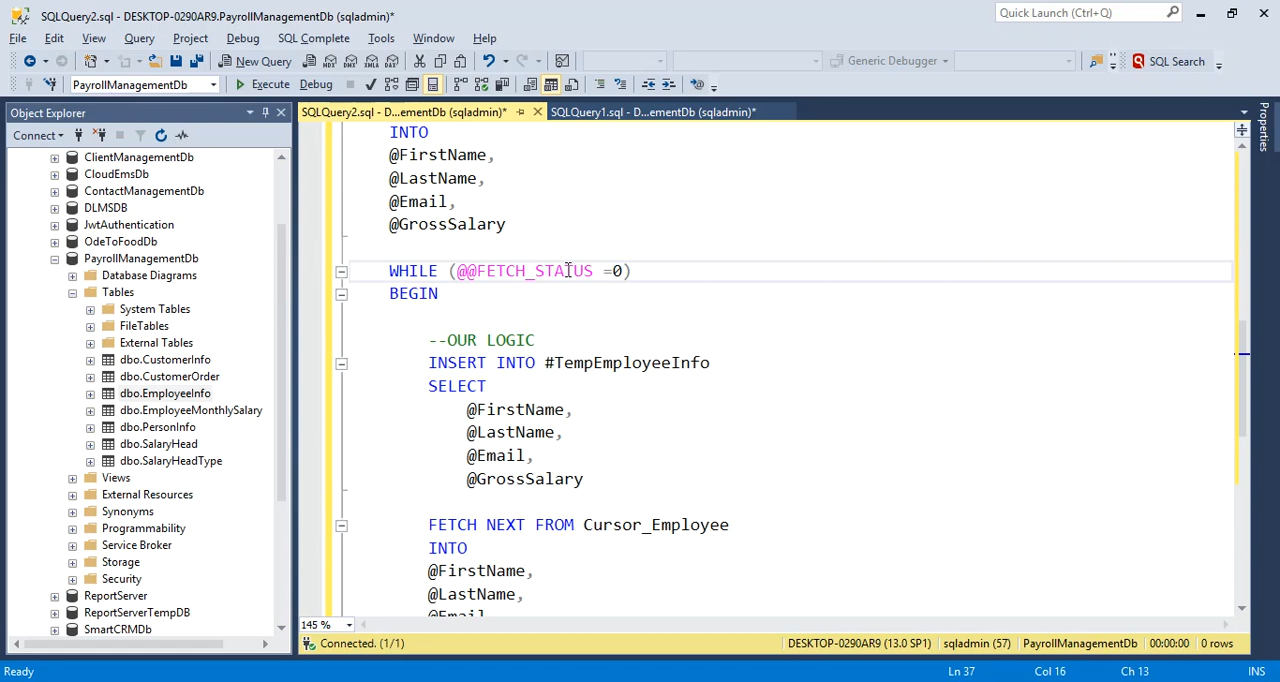 SQLQuery2.sql - DESKTOP-0290AR9.PayrollManagementDb (sqladmin)*
Quick Launch (Ctrl+Q)
File Edit View Query Project Debug SQL Complete Tools Window Help
New Query
MDX DMX XMLA DAX
Generic Debugger
SQL Search
PayrollManagementDb
Execute Debug
Object Explorer
SQLQuery2.sql - D...ementDb (sqladmin)*
SQLQuery1.sql - D...ementDb (sqladmin)*
Properties
Connect
ClientManagementDb
CloudEmsDb
ContactManagementDb
DLMSDB
JwtAuthentication
OdeToFoodDb
PayrollManagementDb
Database Diagrams
Tables
System Tables
FileTables
External Tables
dbo.CustomerInfo
dbo.CustomerOrder
dbo.EmployeeInfo
dbo.EmployeeMonthlySalary
dbo.PersonInfo
dbo.SalaryHead
dbo.SalaryHeadType
Views
External Resources
Synonyms
Programmability
Service Broker
Storage
Security
ReportServer
ReportServerTempDB
SmartCRMDb
INTO
@FirstName,
@LastName,
@Email,
@GrossSalary
WHILE (@@FETCH_STATUS =0)
BEGIN
--OUR LOGIC
INSERT INTO #TempEmployeeInfo
SELECT
@FirstName,
@LastName,
@Email,
@GrossSalary
FETCH NEXT FROM Cursor_Employee
INTO
@FirstName,
@LastName,
@Email
145 %
Connected. (1/1)
DESKTOP-0290AR9 (13.0 SP1) sqladmin (57) PayrollManagementDb 00:00:00 0 rows
Ready
Ln 37 Col 16 Ch 13 INS